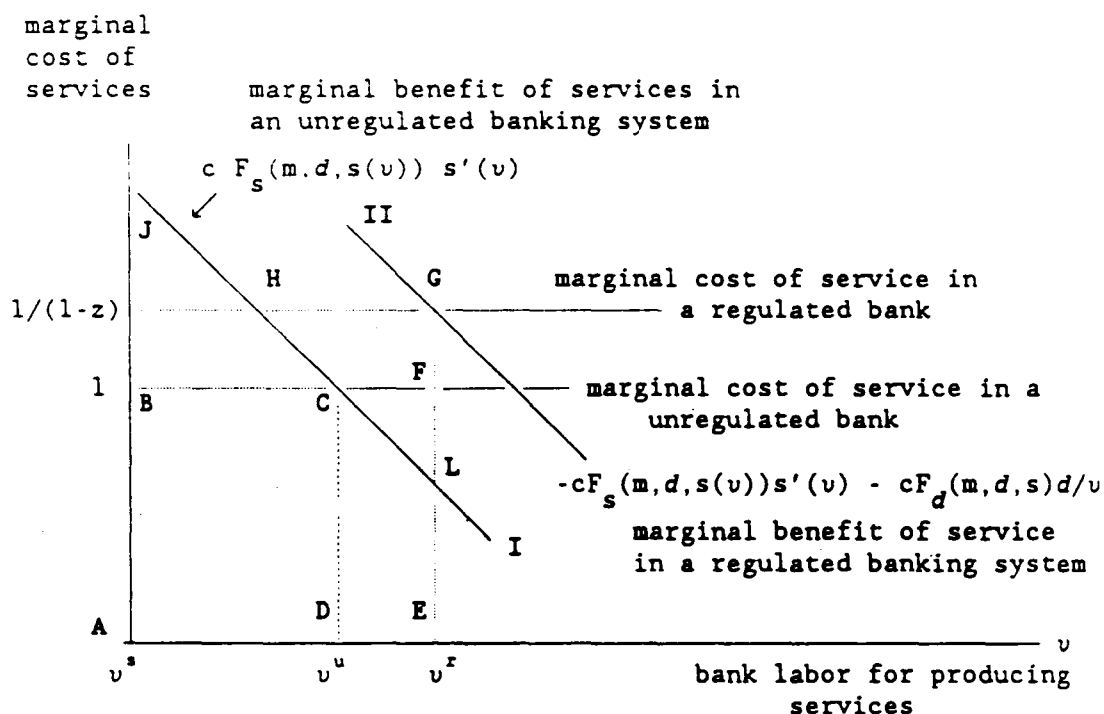 marginal
cost of
services
marginal benefit of services in
an unregulated banking system
c F_s(m.d,s(υ)) s'(υ)
J
II
H
G
marginal cost of service in
a regulated bank
1/(1-z)
1
B
C
F
marginal cost of service in a
unregulated bank
L
-cF_s(m,d,s(υ))s'(υ) - cF_d(m,d,s)d/υ
marginal benefit of service
in a regulated banking system
I
D
E
A
υ^s
υ^u
υ^r
υ
bank labor for producing
services